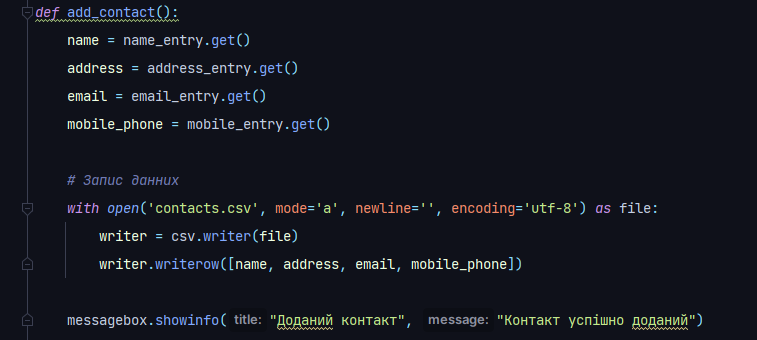 def add_contact():
    name = name_entry.get()
    address = address_entry.get()
    email = email_entry.get()
    mobile_phone = mobile_entry.get()

    # Запис данних
    with open('contacts.csv', mode='a', newline='', encoding='utf-8') as file:
        writer = csv.writer(file)
        writer.writerow([name, address, email, mobile_phone])

    messagebox.showinfo( title: "Доданий контакт", message: "Контакт успішно доданий")